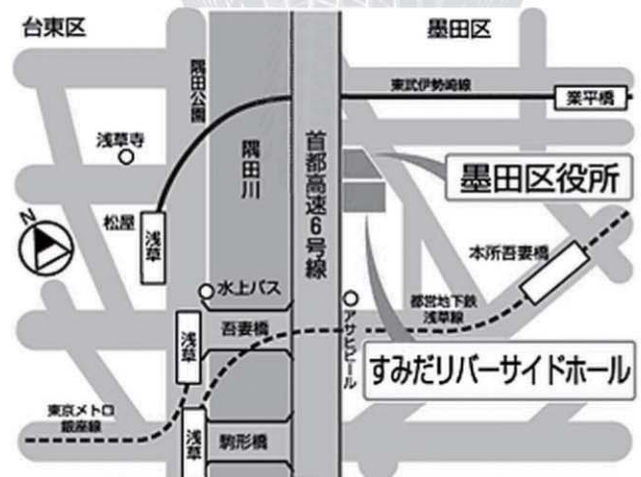 台東区
墨田区
隅田公園
東武伊勢崎線
業平橋
浅草寺
隅田川
首都高速6号線
墨田区役所
松屋
浅草
N
本所吾妻橋
水上バス
都営地下鉄
浅草線
吾妻橋
浅草
アサヒビール
すみだリバーサイドホール
東京メトロ
銀座線
浅草
駒形橋